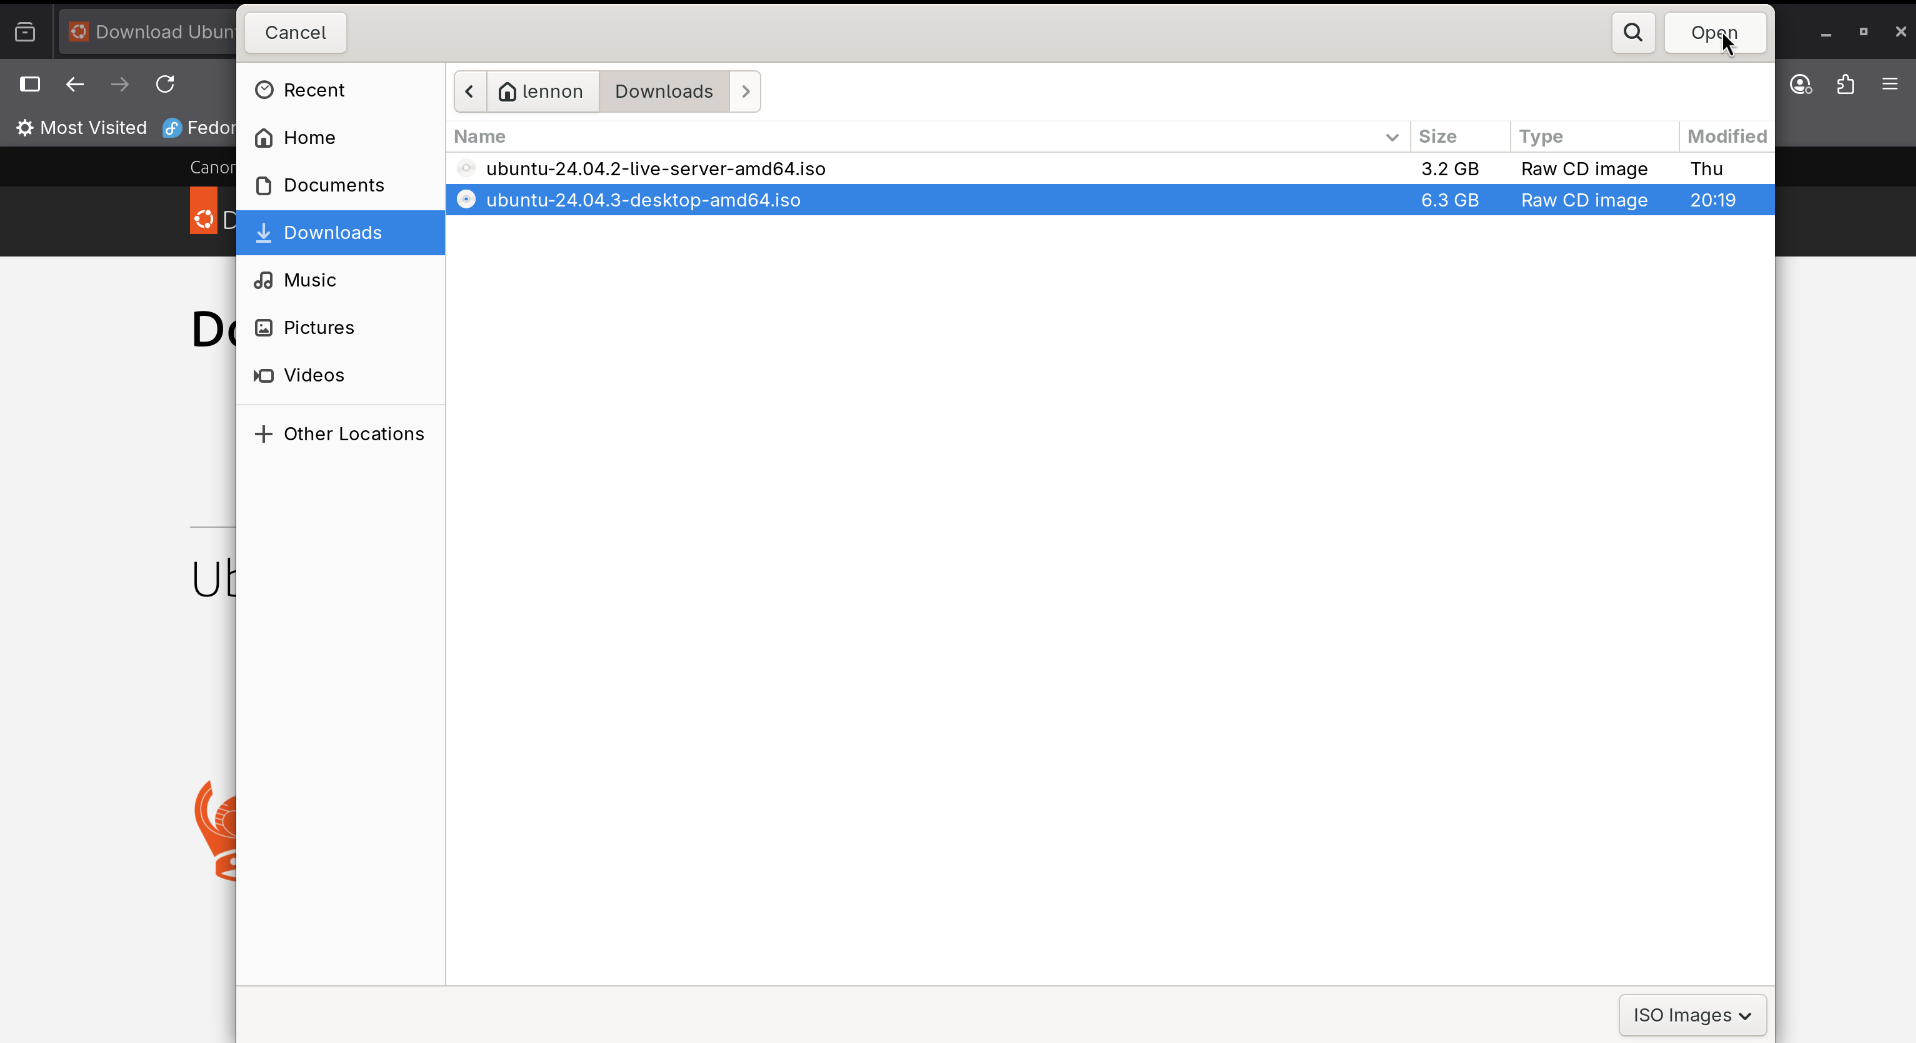 Download Ubun
Cancel
Open
Most Visited
Fedor
Canon
D
Do
Ub
Recent
Home
Documents
Downloads
Music
Pictures
Videos
Other Locations
lennon Downloads
Name Size Type Modified
ubuntu-24.04.2-live-server-amd64.iso 3.2 GB Raw CD image Thu
ubuntu-24.04.3-desktop-amd64.iso 6.3 GB Raw CD image 20:19
ISO Images